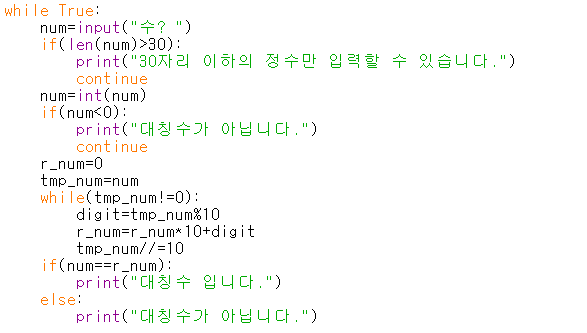 while True:
    num=input("수? ")
    if(len(num)>30):
        print("30자리 이하의 정수만 입력할 수 있습니다.")
        continue
    num=int(num)
    if(num<0):
        print("대칭수가 아닙니다.")
        continue
    r_num=0
    tmp_num=num
    while(tmp_num!=0):
        digit=tmp_num%10
        r_num=r_num*10+digit
        tmp_num//=10
    if(num==r_num):
        print("대칭수 입니다.")
    else:
        print("대칭수가 아닙니다.")